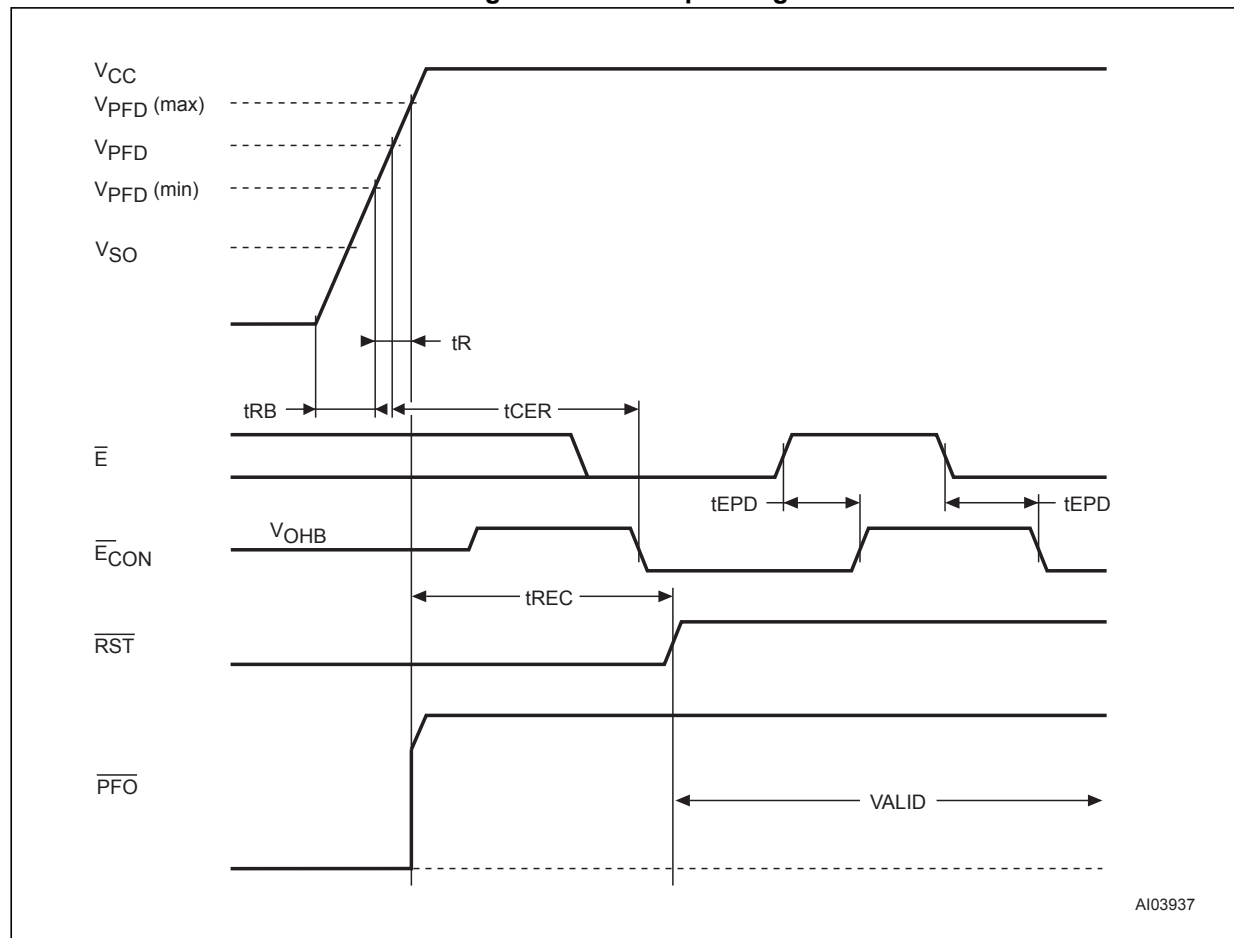 VCC
VPFD (max)
VPFD
VPFD (min)
VSO
tR
tRB
tCER
E
tEPD
tEPD
VOHB
ECON
tREC
RST
PFO
VALID
AI03937